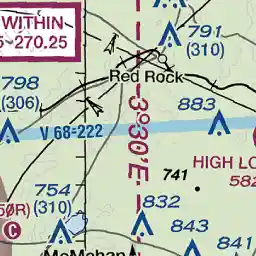 WITHIN
270.25
791
(310)
Red Rock
798
(306)
883
V 68-222
3°30'E
HIGH LO
741
582
754
(310)
832
C
843
McMahan
841